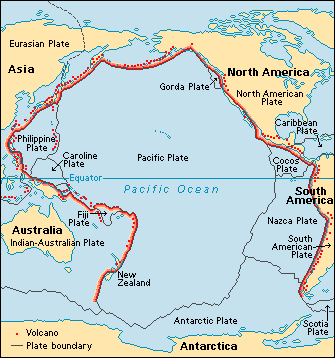 Eurasian Plate
Asia
Gorda Plate
North America
North American
Plate
Caribbean
Plate
Philippine
Plate
Caroline
Plate
Pacific Plate
Cocos
Plate
Equator
Pacific Ocean
South
America
Fiji
Plate
Nazca Plate
Australia
Indian-Australian Plate
South
American
Plate
New
Zealand
Antarctic Plate
Scotia
Plate
Volcano
Plate boundary
Antarctica